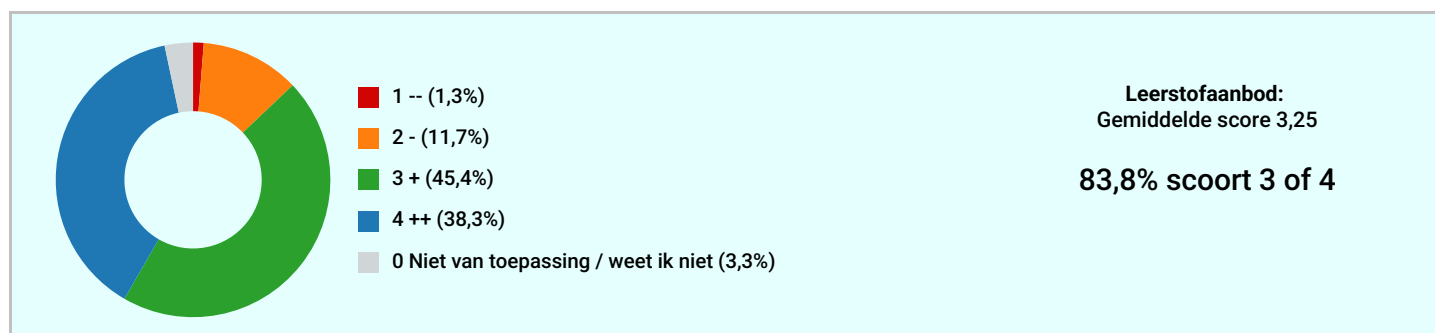 1 -- (1,3%)
2 - (11,7%)
3 + (45,4%)
4 ++ (38,3%)
0 Niet van toepassing / weet ik niet (3,3%)
Leerstofaanbod:
Gemiddelde score 3,25
83,8% scoort 3 of 4